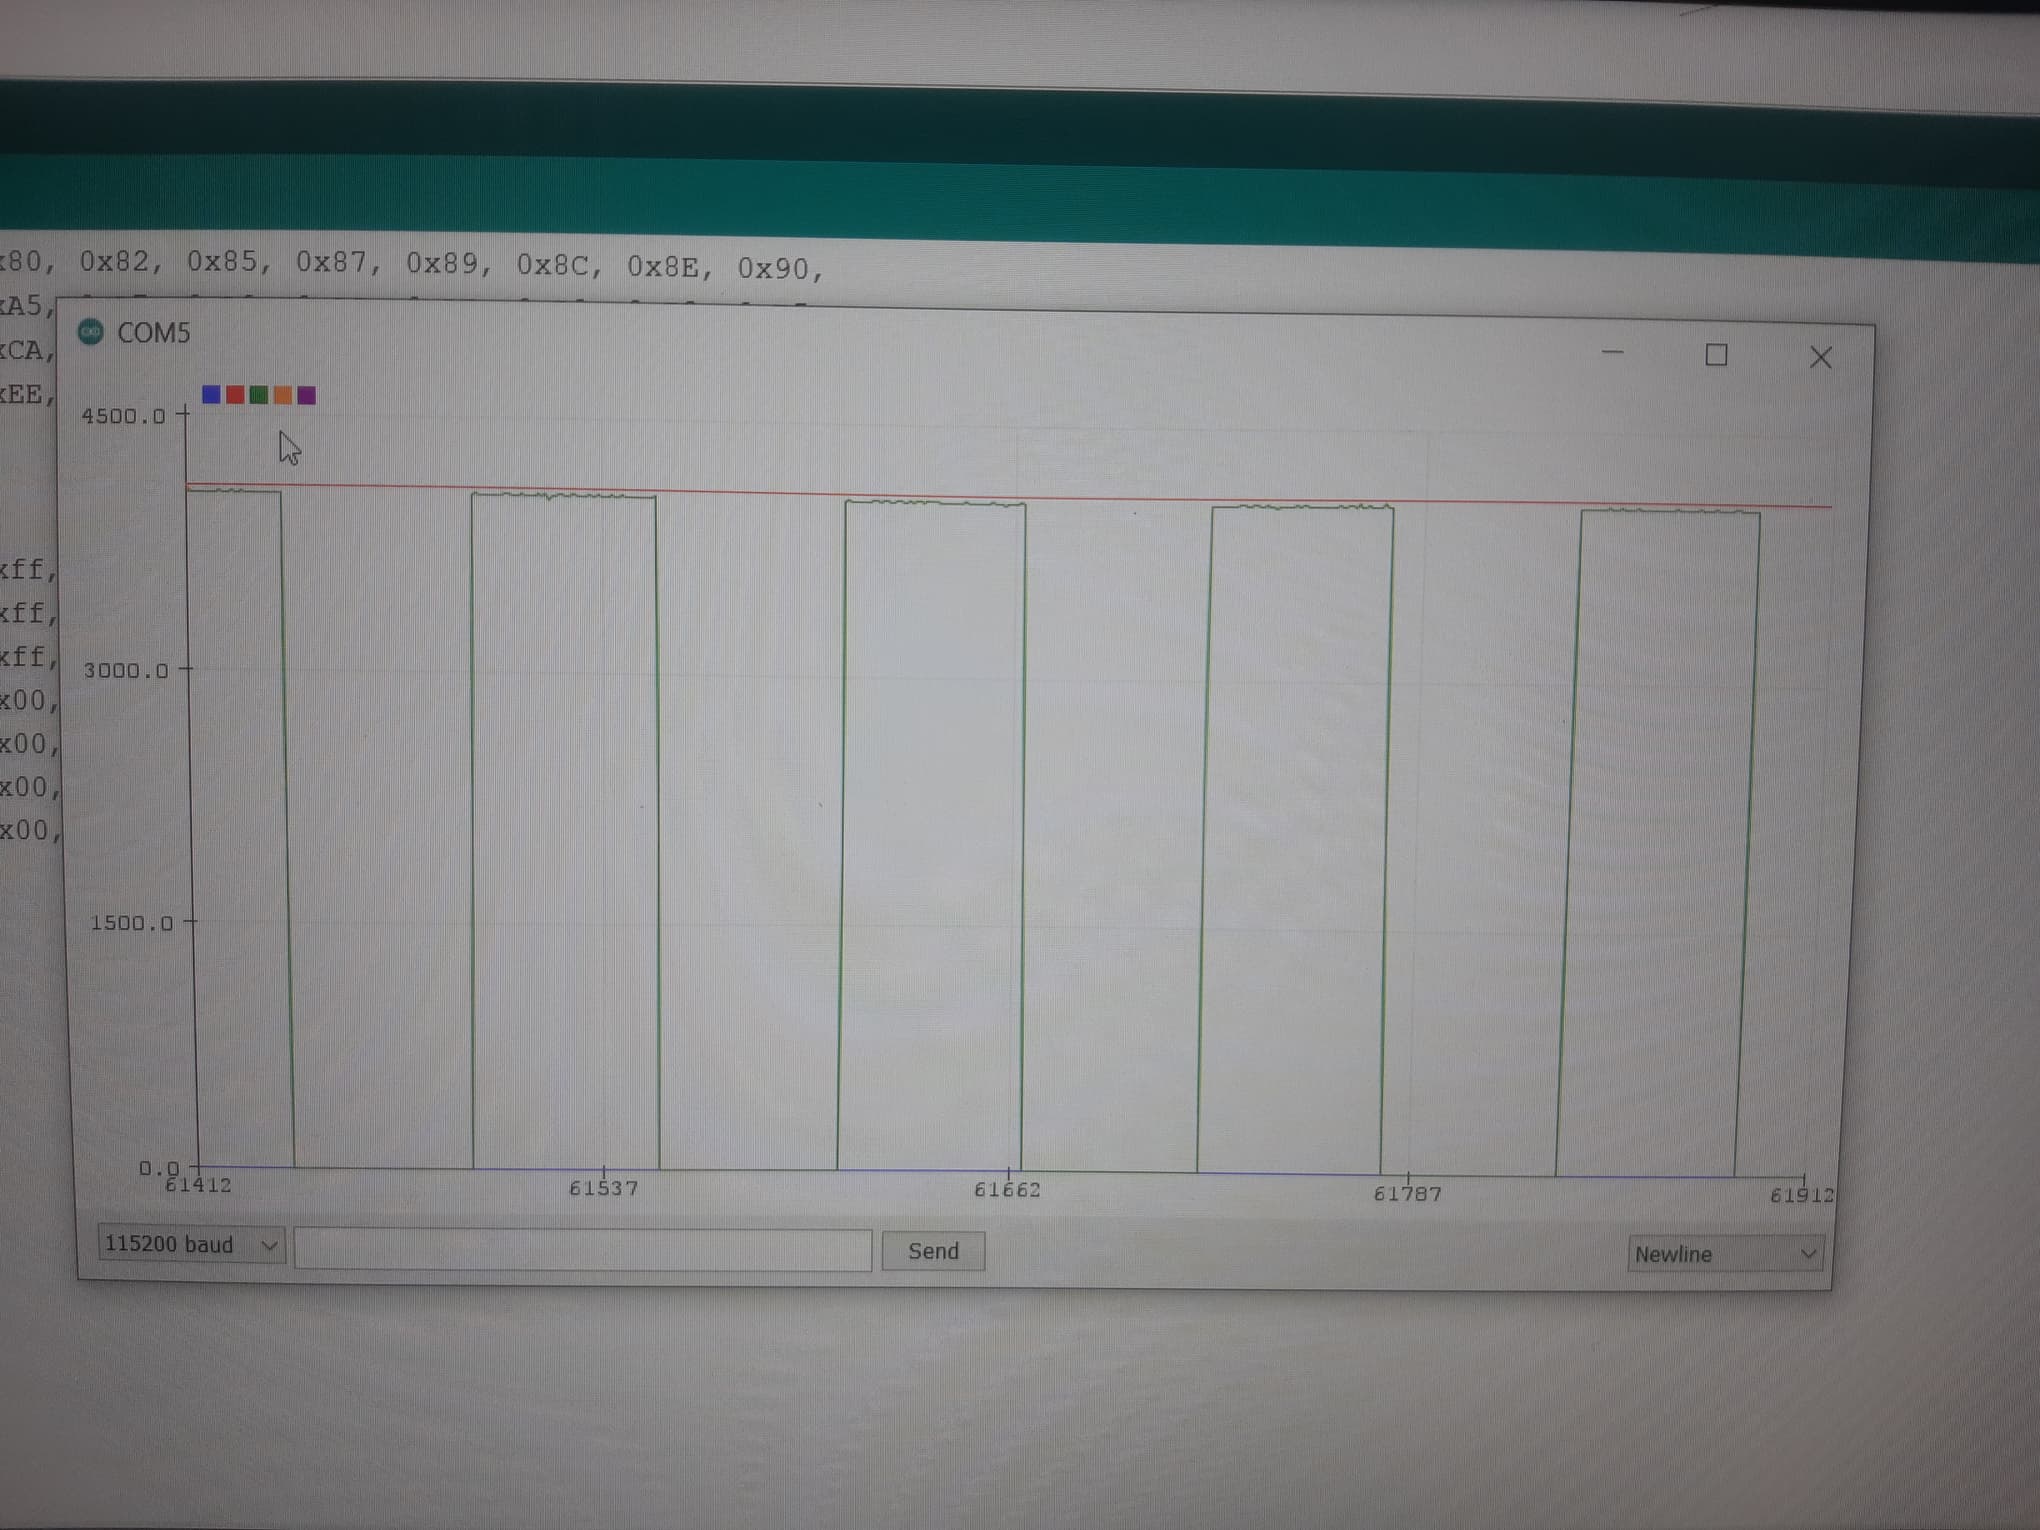 x80, 0x82, 0x85, 0x87, 0x89, 0x8C, 0x8E, 0x90,
xA5,
xCA,
xEE,
xff,
xff,
xff,
x00,
x00,
x00,
x00,
COM5
4500.0
3000.0
1500.0
0.0
61412 61537 61662 61787 61912
115200 baud Send Newline